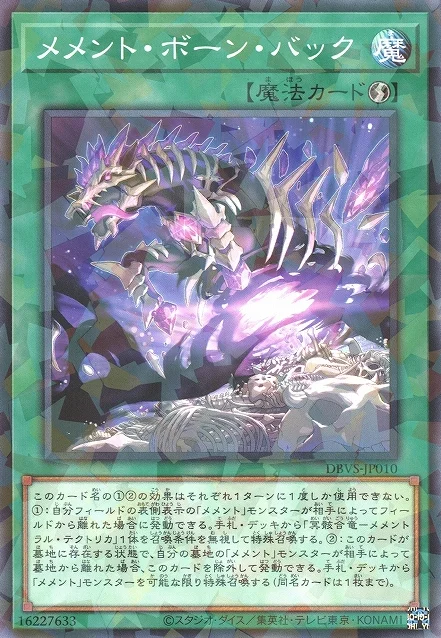 メメント・ボーン・バック
魔
【魔法カード】
DBVS-JP010
このカード名の①②の効果はそれぞれ1ターンに1度しか使用できない。
①:自分フィールドの表側表示の「メメント」モンスターが相手によってフィ
ールドから離れた場合に発動できる。手札・デッキから「冥骸合竜-メメント
ラル・テクトリカ」1体を召喚条件を無視して特殊召喚する。②:このカードが
墓地に存在する状態で、自分の墓地の「メメント」モンスターが相手によって
墓地から離れた場合、このカードを除外して発動できる。手札・デッキから
「メメント」モンスターを可能な限り特殊召喚する(同名カードは1枚まで)。
16227633
©スタジオ・ダイス/集英社・テレビ東京・KONAMI